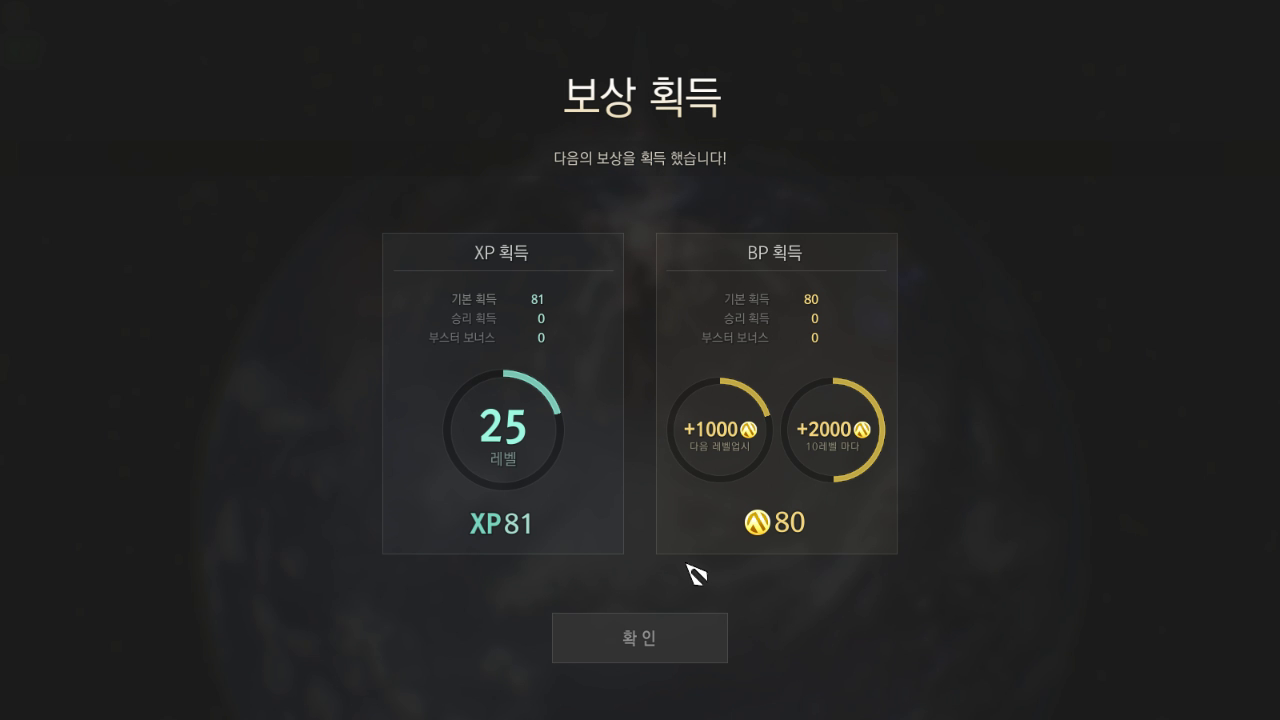 보상 획득
다음의 보상을 획득 했습니다!
XP 획득
기본 획득 81
승리 획득 0
부스터 보너스 0
25
레벨
XP 81
BP 획득
기본 획득 80
승리 획득 0
부스터 보너스 0
+1000
다음 레벨업시
+2000
10레벨 마다
80
확인